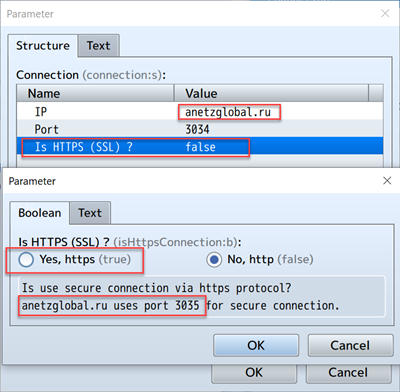 Parameter
Structure
Text
Connection (connection:s):
Name Value
IP anetzglobal.ru
Port 3034
Is HTTPS (SSL) ? false
Parameter
Boolean
Text
Is HTTPS (SSL) ? (isHttpsConnection:b):
Yes, https (true)
No, http (false)
Is use secure connection via https protocol?
anetzglobal.ru uses port 3035 for secure connection.
OK
Cancel
OK
Cancel